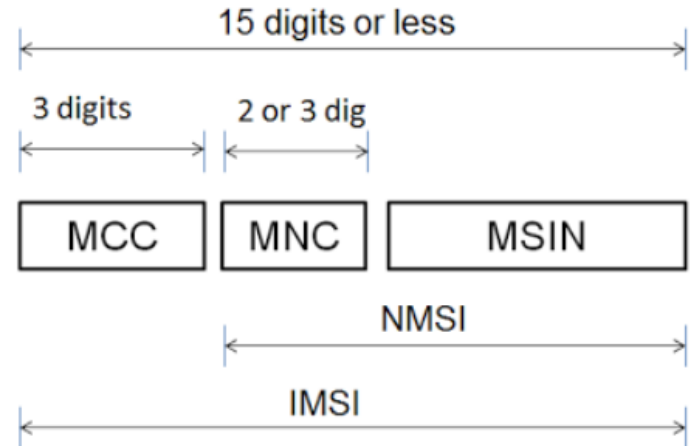 15 digits or less
3 digits 2 or 3 dig
MCC MNC MSIN
NMSI
IMSI